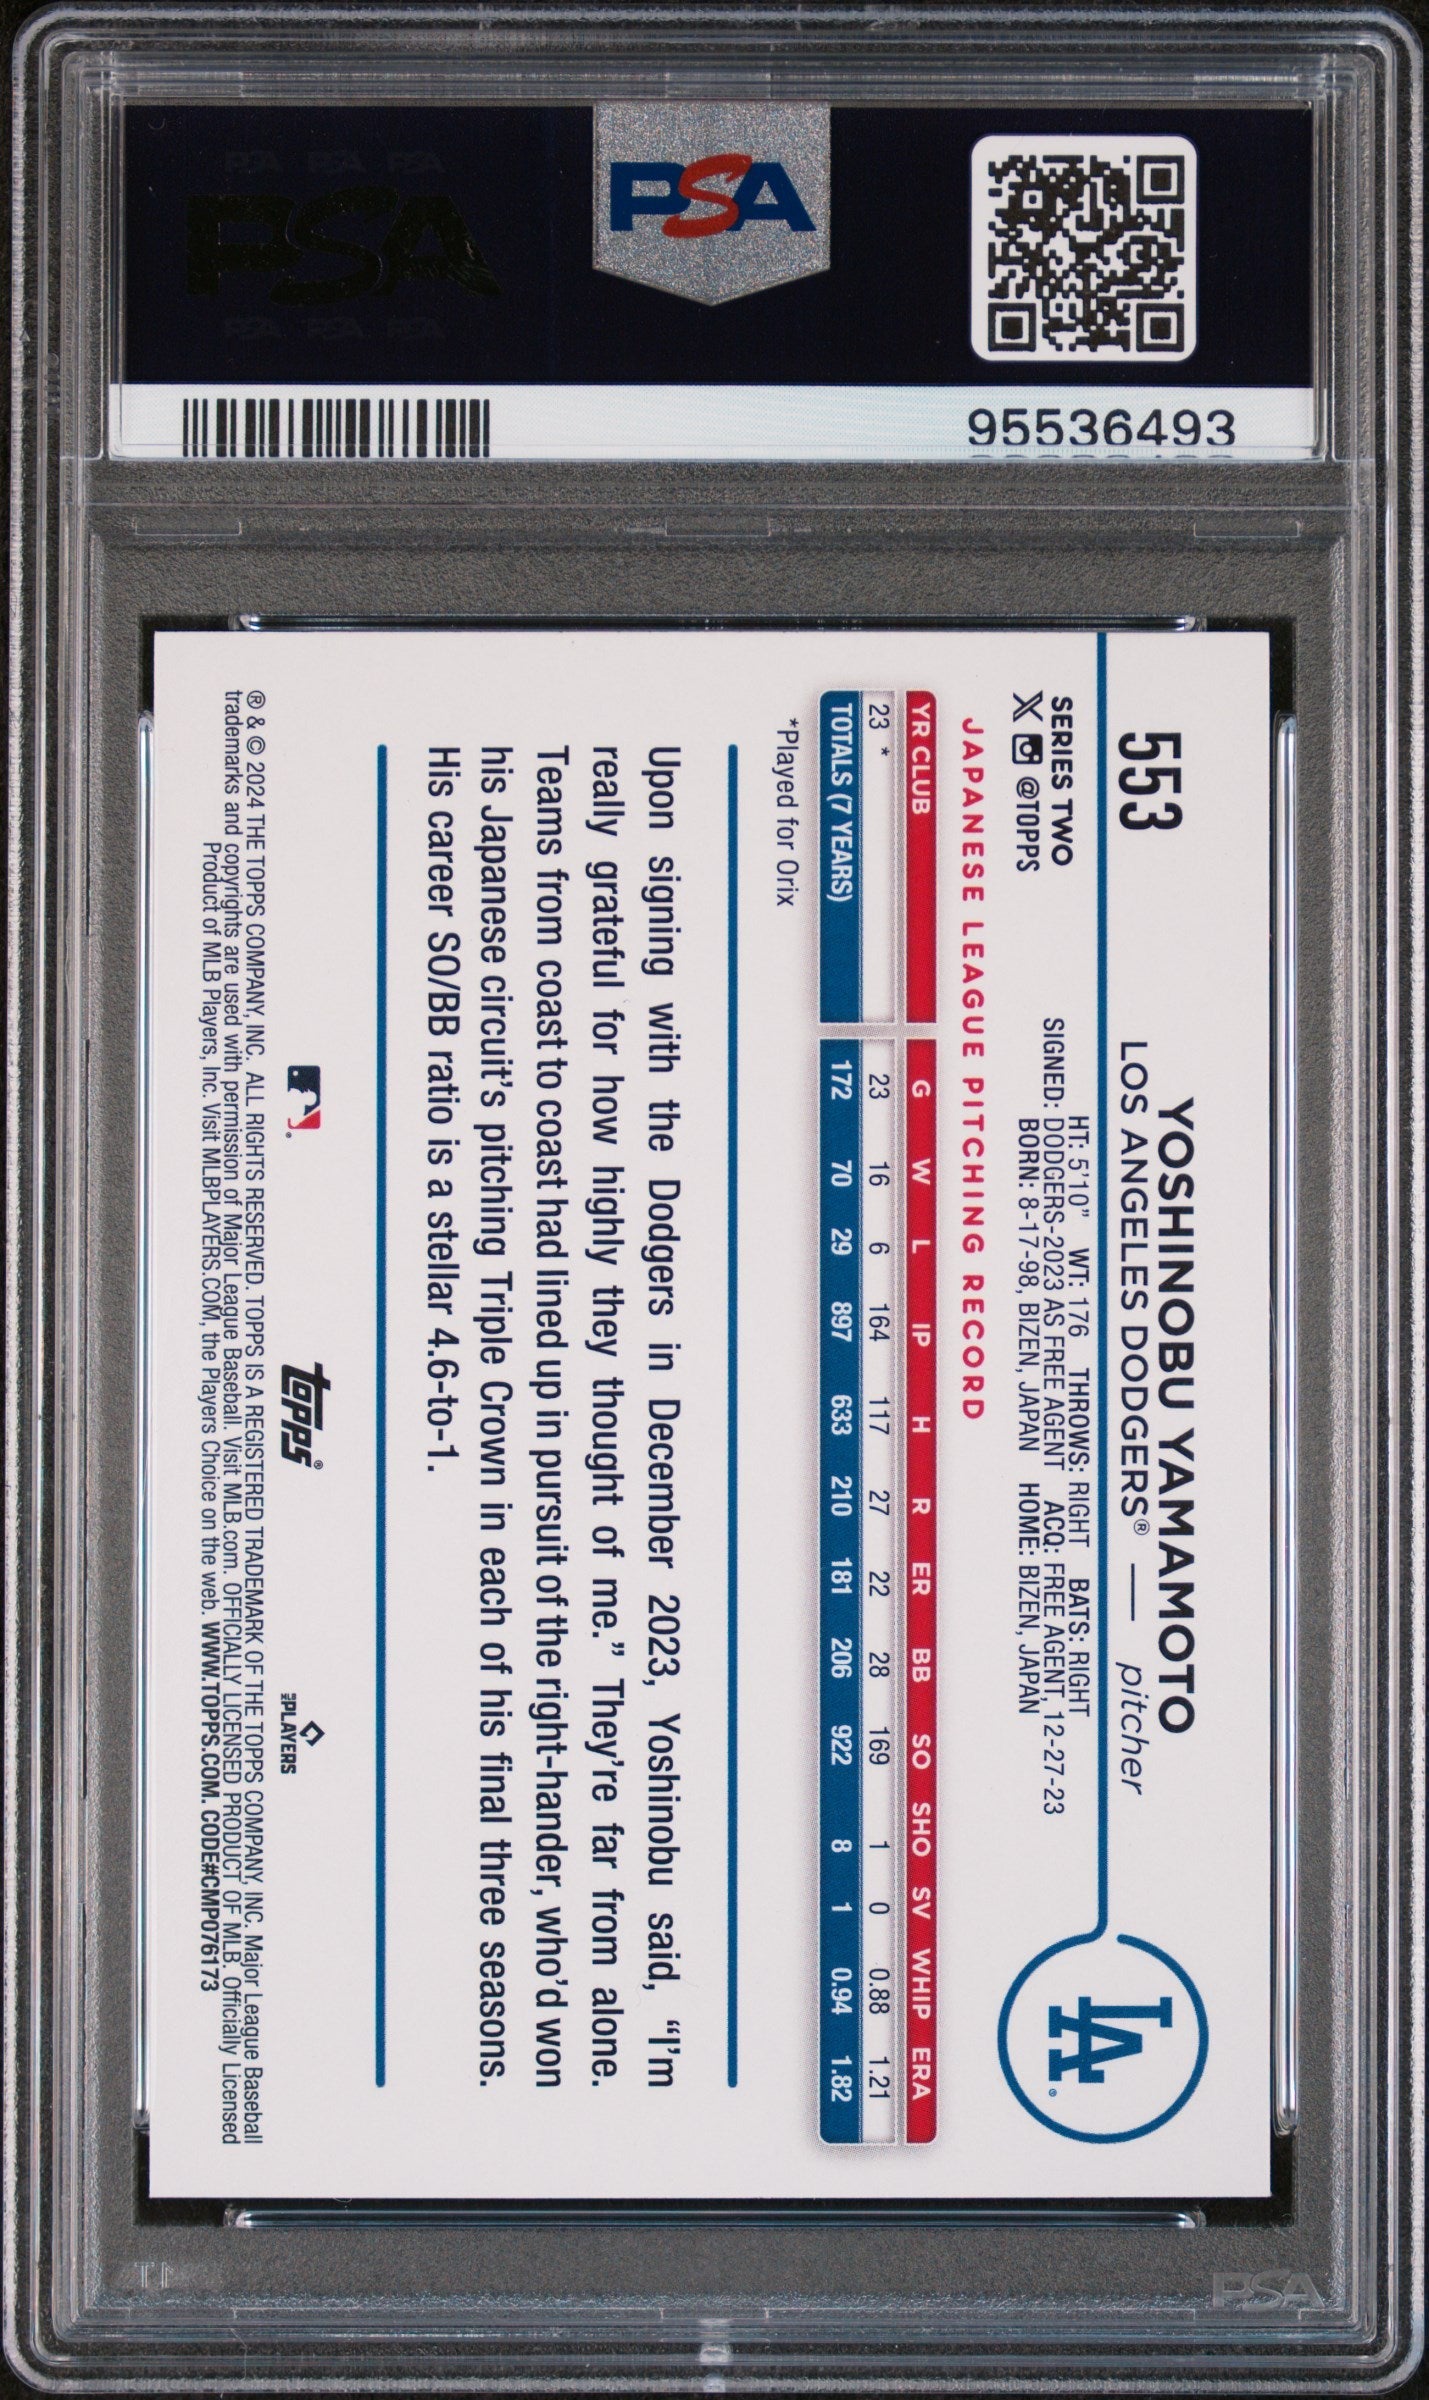 PSA
PSA PSA PSA
PSA
PSA PSA PSA
95536493
553
YOSHINOBU YAMAMOTO
LOS ANGELES DODGERS® — pitcher
SERIES TWO
@TOPPS
HT: 5'10" WT: 176 THROWS: RIGHT BATS: RIGHT
SIGNED: DODGERS-2023 AS FREE AGENT ACQ: FREE AGENT, 12-27-23
BORN: 8-17-98, BIZEN, JAPAN HOME: BIZEN, JAPAN
LA
JAPANESE LEAGUE PITCHING RECORD
YR CLUB G W L IP H R ER BB SO SHO SV WHIP ERA
23 * 23 16 6 164 117 27 22 28 169 1 0 0.88 1.21
TOTALS (7 YEARS) 172 70 29 897 633 210 181 206 922 8 1 0.94 1.82
*Played for Orix
Upon signing with the Dodgers in December 2023, Yoshinobu said, “I’m
really grateful for how highly they thought of me.” They’re far from alone.
Teams from coast to coast had lined up in pursuit of the right-hander, who’d won
his Japanese circuit’s pitching Triple Crown in each of his final three seasons.
His career SO/BB ratio is a stellar 4.6-to-1.
topps®
PLAYERS
® & © 2024 THE TOPPS COMPANY, INC. ALL RIGHTS RESERVED. TOPPS IS A REGISTERED TRADEMARK OF THE TOPPS COMPANY, INC. Major League Baseball
trademarks and copyrights are used with permission of Major League Baseball. Visit MLB.com. OFFICIALLY LICENSED PRODUCT OF MLB. Officially Licensed
Product of MLB Players, Inc. Visit MLBPLAYERS.COM, the Players Choice on the web. WWW.TOPPS.COM. CODE#CMP076173
PSA